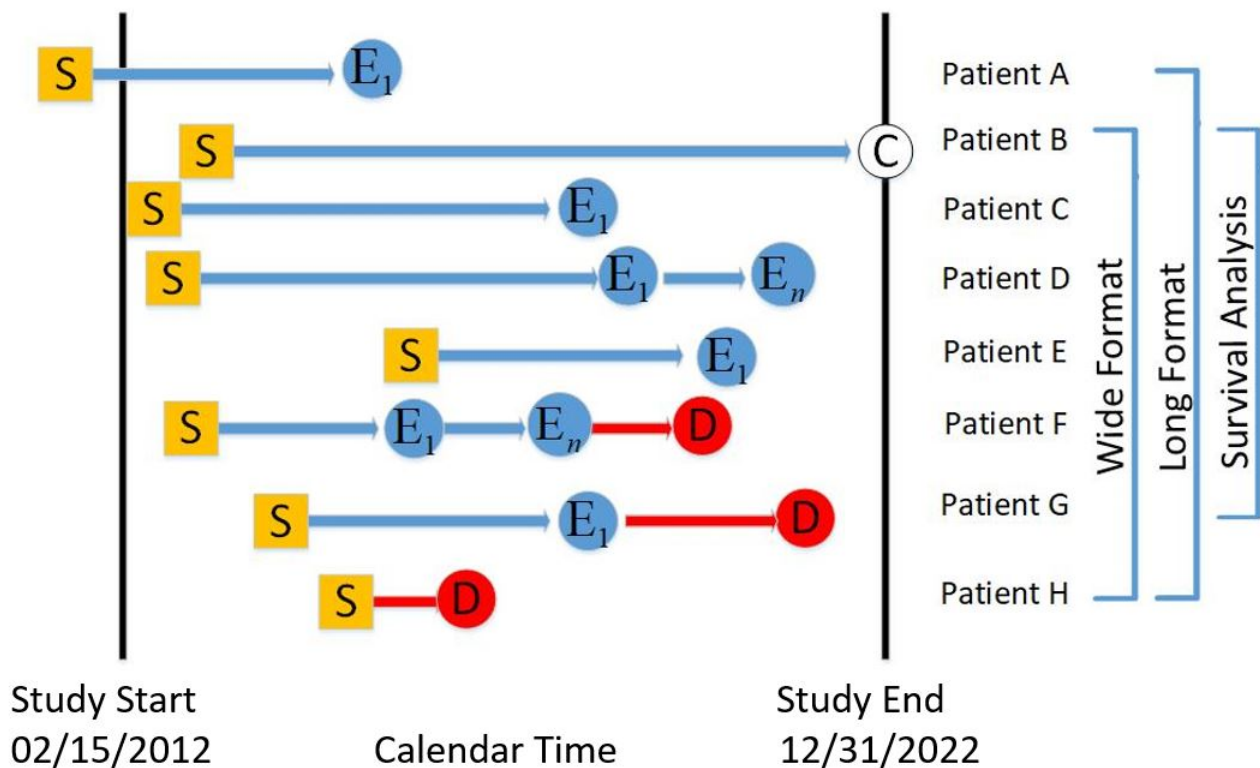 S E1 Patient A
S C Patient B
S E1 Patient C
S E1 En Patient D
S E1 Patient E
S E1 En D Patient F
S E1 D Patient G
S D Patient H
Wide Format
Long Format
Survival Analysis
Study Start Study End
02/15/2012 Calendar Time 12/31/2022